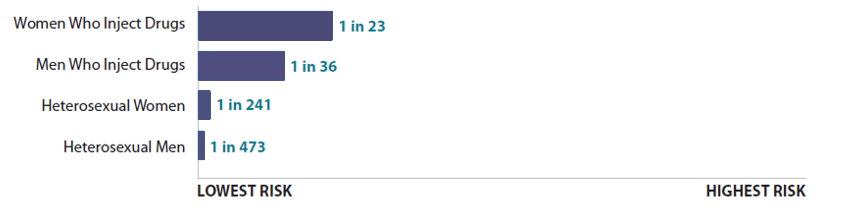 Women Who Inject Drugs 1 in 23
Men Who Inject Drugs 1 in 36
Heterosexual Women 1 in 241
Heterosexual Men 1 in 473
LOWEST RISK HIGHEST RISK